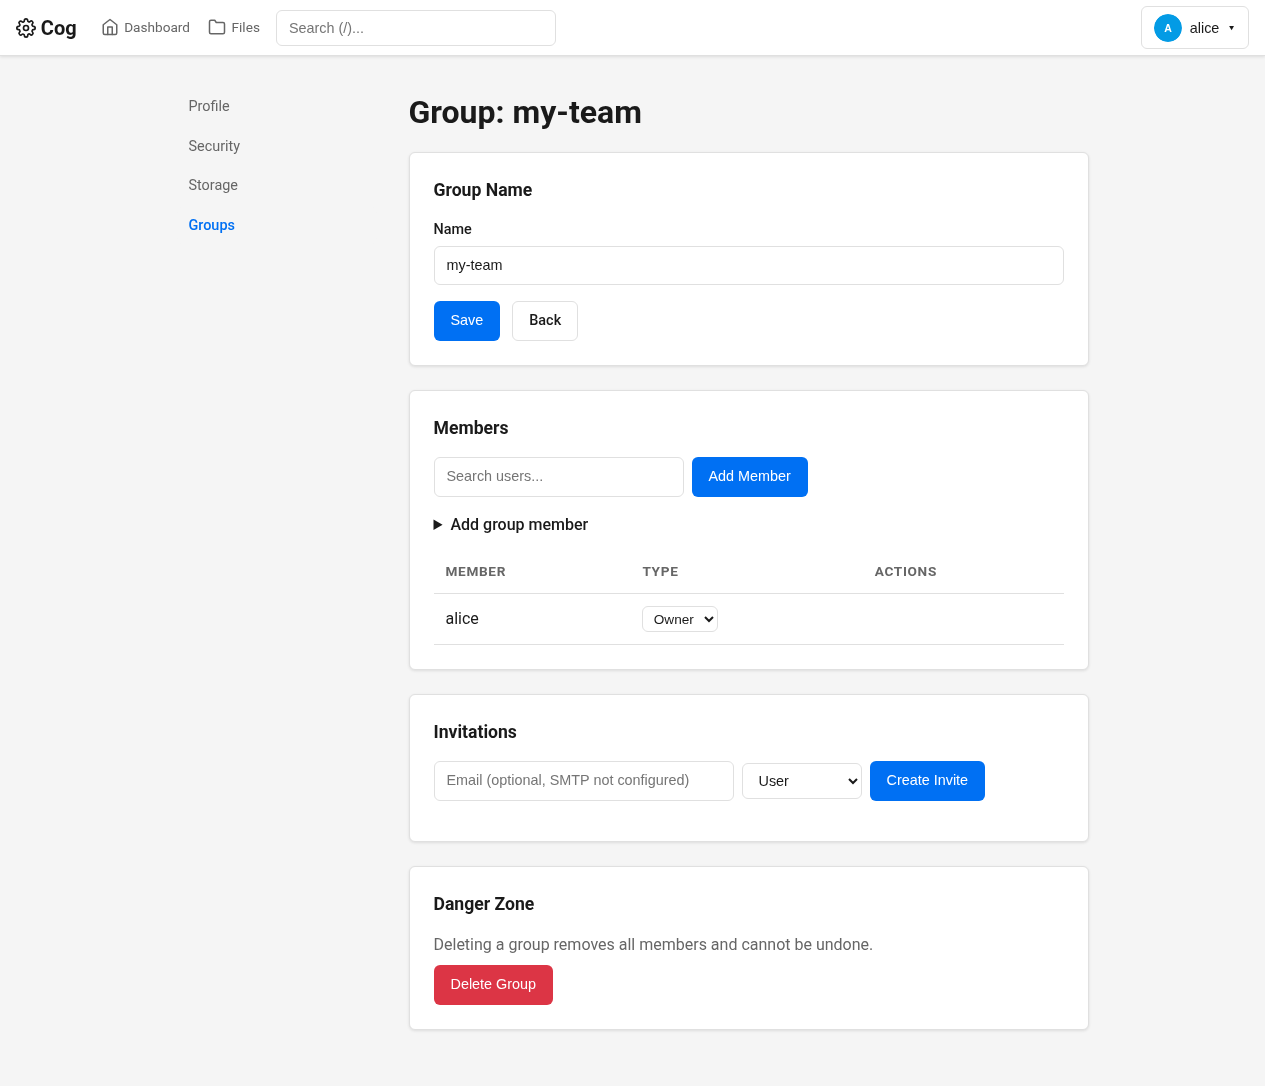 Cog Dashboard Files Search (/)... A alice
Profile
Security
Storage
Groups
Group: my-team
Group Name
Name
my-team
Save Back
Members
Search users... Add Member
Add group member
MEMBER TYPE ACTIONS
alice Owner
Invitations
Email (optional, SMTP not configured) User Create Invite
Danger Zone
Deleting a group removes all members and cannot be undone.
Delete Group